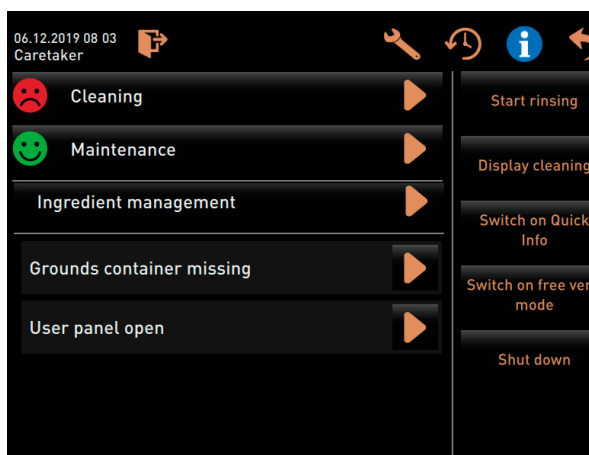 06.12.2019 08 03
Caretaker
Cleaning
Maintenance
Ingredient management
Grounds container missing
User panel open
Start rinsing
Display cleaning
Switch on Quick
Info
Switch on free
mode
Shut down